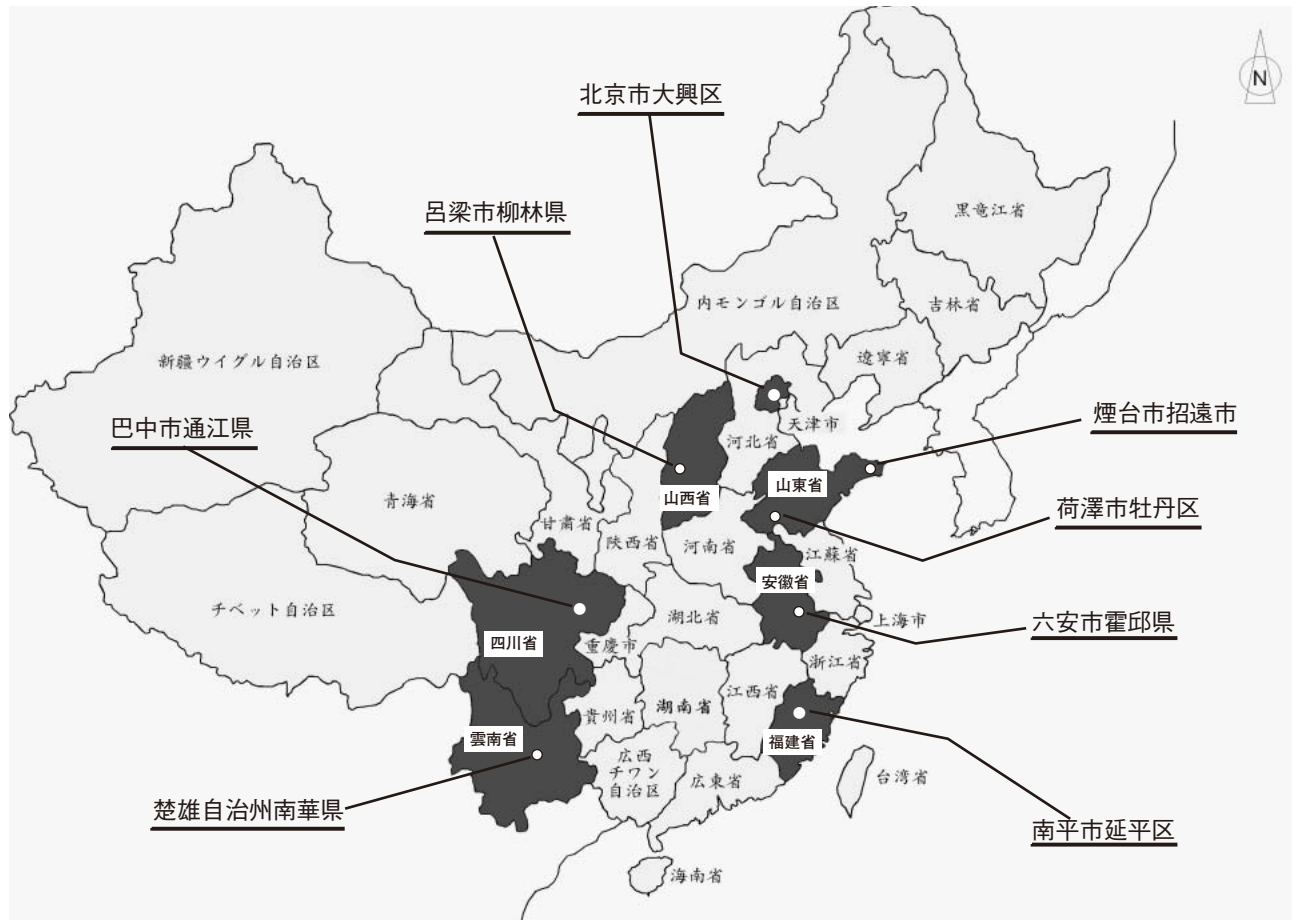 N
北京市大興区
呂梁市柳林県
黒竜江省
内モンゴル自治区
吉林省
遼寧省
新疆ウイグル自治区
巴中市通江県
天津市
煙台市招遠市
河北省
山西省
山東省
青海省
甘粛省
荷澤市牡丹区
陝西省
河南省
江蘇省
安徽省
チベット自治区
湖北省
上海市
六安市霍邱県
四川省
重慶市
浙江省
江西省
貴州省
湖南省
雲南省
福建省
広西
チワン
自治区
広東省
台湾省
楚雄自治州南華県
南平市延平区
海南省